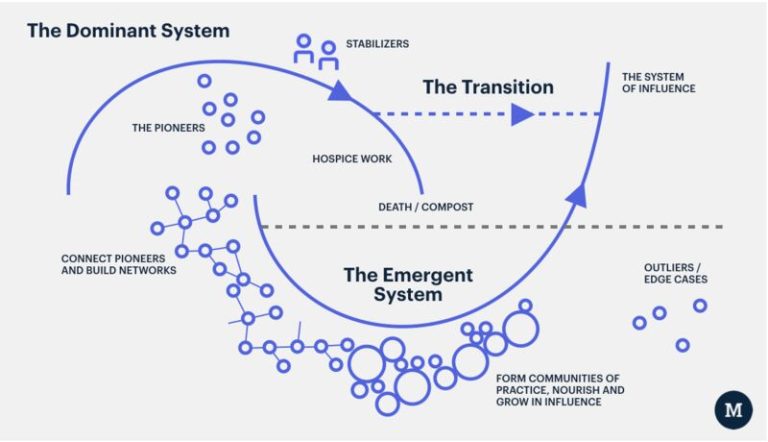 The Dominant System
STABILIZERS
The Transition
THE SYSTEM
OF INFLUENCE
THE PIONEERS
HOSPICE WORK
DEATH / COMPOST
CONNECT PIONEERS
AND BUILD NETWORKS
The Emergent
System
OUTLIERS /
EDGE CASES
FORM COMMUNITIES OF
PRACTICE, NOURISH AND
GROW IN INFLUENCE
M